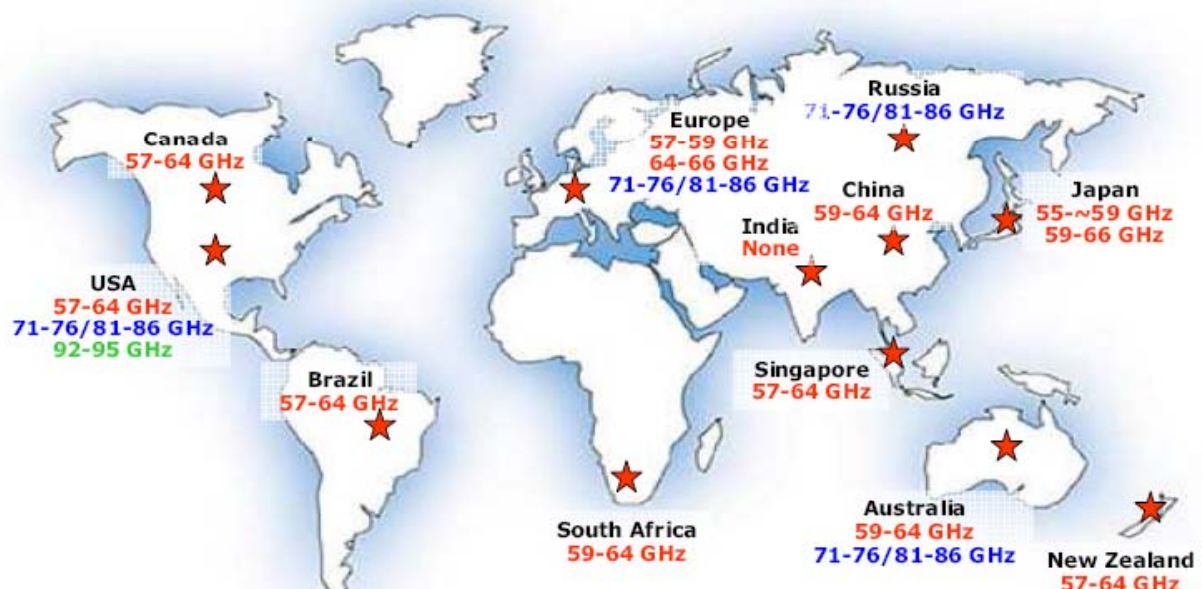 Canada
57-64 GHz
USA
57-64 GHz
71-76/81-86 GHz
92-95 GHz
Brazil
57-64 GHz
Europe
57-59 GHz
64-66 GHz
71-76/81-86 GHz
South Africa
59-64 GHz
Russia
71-76/81-86 GHz
China
59-64 GHz
India
None
Japan
55-~59 GHz
59-66 GHz
Singapore
57-64 GHz
Australia
59-64 GHz
71-76/81-86 GHz
New Zealand
57-64 GHz